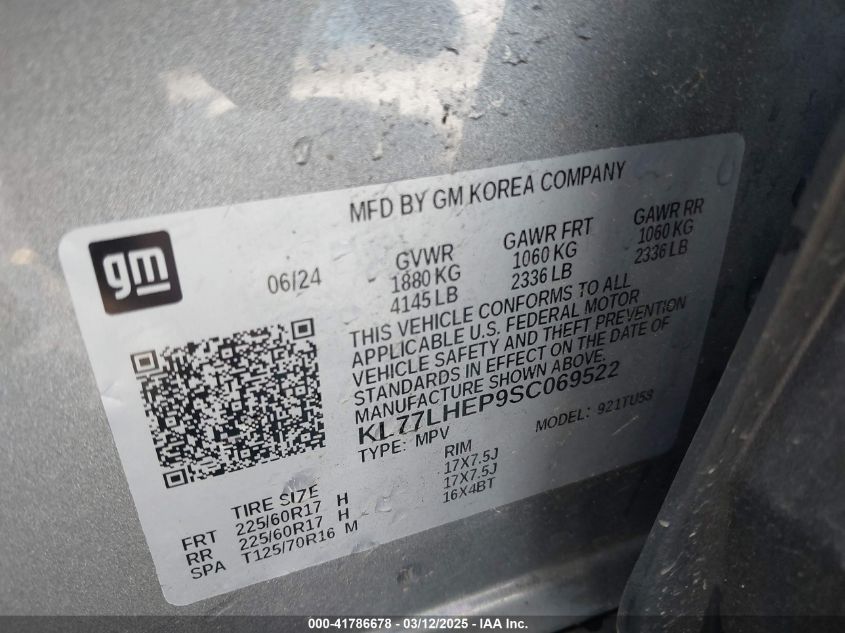 MFD BY GM KOREA COMPANY
gm
06/24
GVWR
1880 KG
4145 LB
GAWR FRT
1060 KG
2336 LB
GAWR RR
1060 KG
2336 LB
THIS VEHICLE CONFORMS TO ALL
APPLICABLE U.S. FEDERAL MOTOR
VEHICLE SAFETY AND THEFT PREVENTION
STANDARDS IN EFFECT ON THE DATE OF
MANUFACTURE SHOWN ABOVE.
KL77LHEP9SC069522
TYPE: MPV
MODEL: 921TU58
TIRE SIZE
RIM
FRT 225/60R17 H 17X7.5J
RR 225/60R17 H 17X7.5J
SPA T125/70R16 M 16X4BT
000-41786678 - 03/12/2025 - IAA Inc.